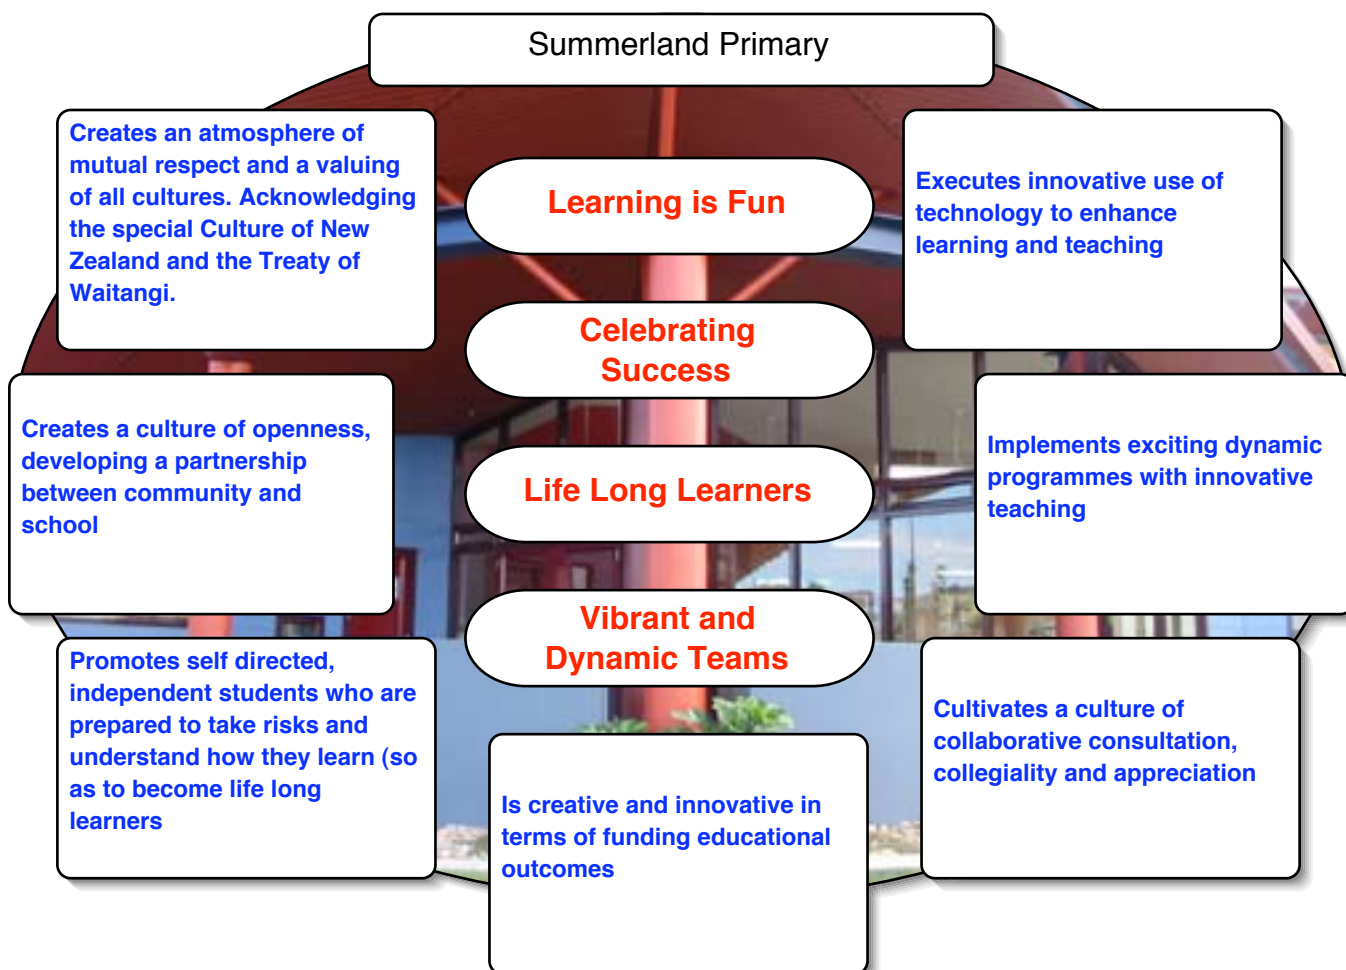 Summerland Primary
Creates an atmosphere of
mutual respect and a valuing
of all cultures. Acknowledging
the special Culture of New
Zealand and the Treaty of
Waitangi.
Learning is Fun
Executes innovative use of
technology to enhance
learning and teaching
Celebrating
Success
Creates a culture of openness,
developing a partnership
between community and
school
Life Long Learners
Implements exciting dynamic
programmes with innovative
teaching
Vibrant and
Dynamic Teams
Promotes self directed,
independent students who are
prepared to take risks and
understand how they learn (so
as to become life long
learners
Is creative and innovative in
terms of funding educational
outcomes
Cultivates a culture of
collaborative consultation,
collegiality and appreciation